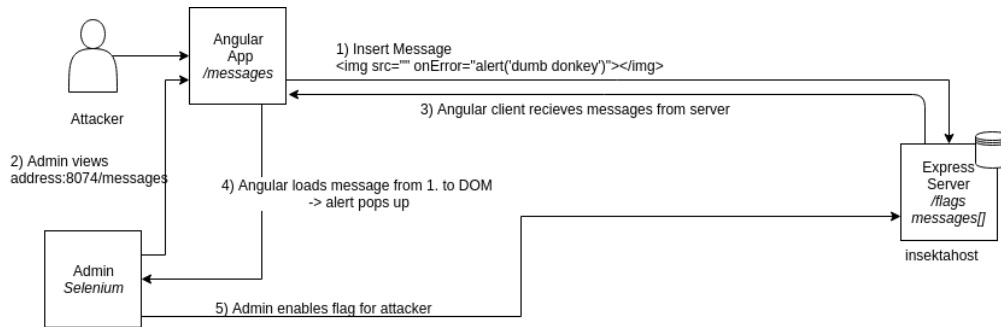 Angular
App
/messages
1) Insert Message
<img src="" onError="alert('dumb donkey')"></img>
3) Angular client recieves messages from server
Attacker
2) Admin views
address:8074/messages
4) Angular loads message from 1. to DOM
-> alert pops up
Express
Server
/flags
messages[]
insektahost
Admin
Selenium
5) Admin enables flag for attacker